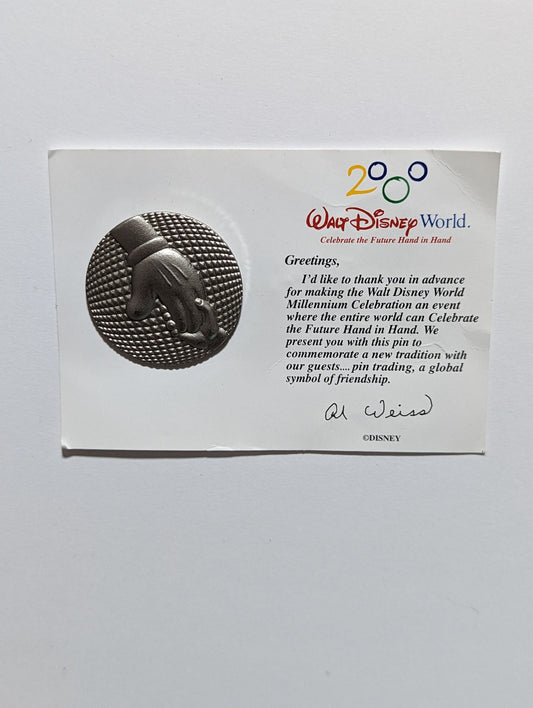 2000
WALT DISNEY World.
Celebrate the Future Hand in Hand
Greetings,
I'd like to thank you in advance
for making the Walt Disney World
Millennium Celebration an event
where the entire world can Celebrate
the Future Hand in Hand. We
present you with this pin to
commemorate a new tradition with
our guests.... pin trading, a global
symbol of friendship.
Al Weiss
©DISNEY